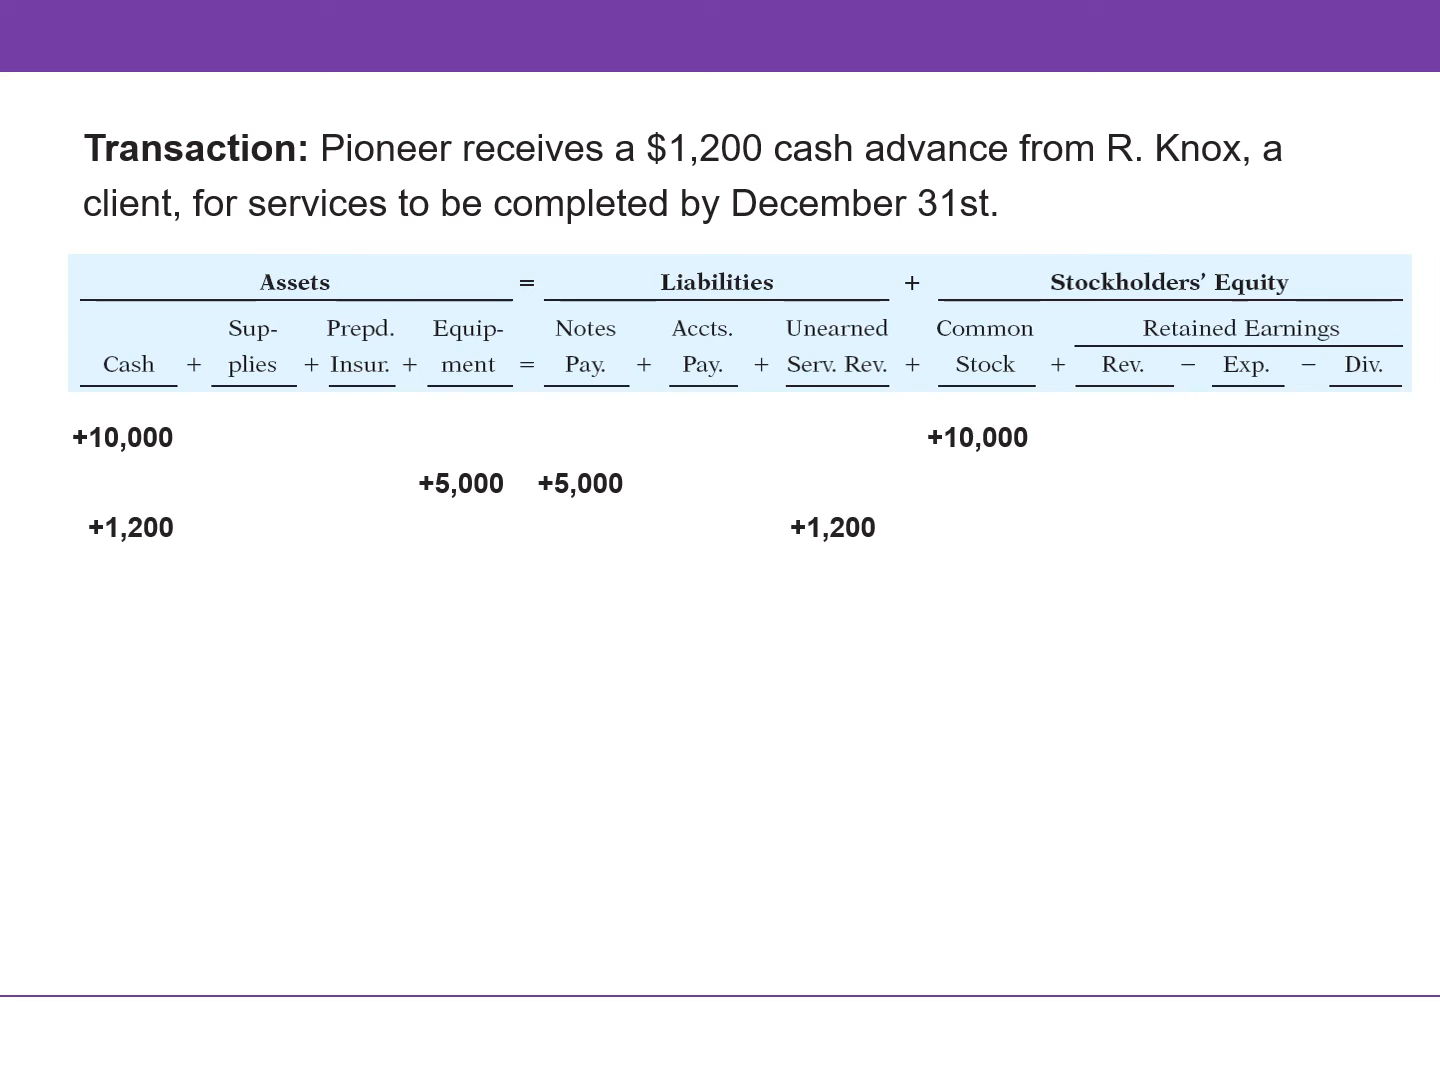 Transaction: Pioneer receives a $1,200 cash advance from R. Knox, a
client, for services to be completed by December 31st.
Assets = Liabilities + Stockholders’ Equity
Sup- Prepd. Equip- Notes Accts. Unearned Common Retained Earnings
Cash + plies + Insur. + ment = Pay. + Pay. + Serv. Rev. + Stock + Rev. − Exp. − Div.
+10,000 +10,000
+5,000 +5,000
+1,200 +1,200